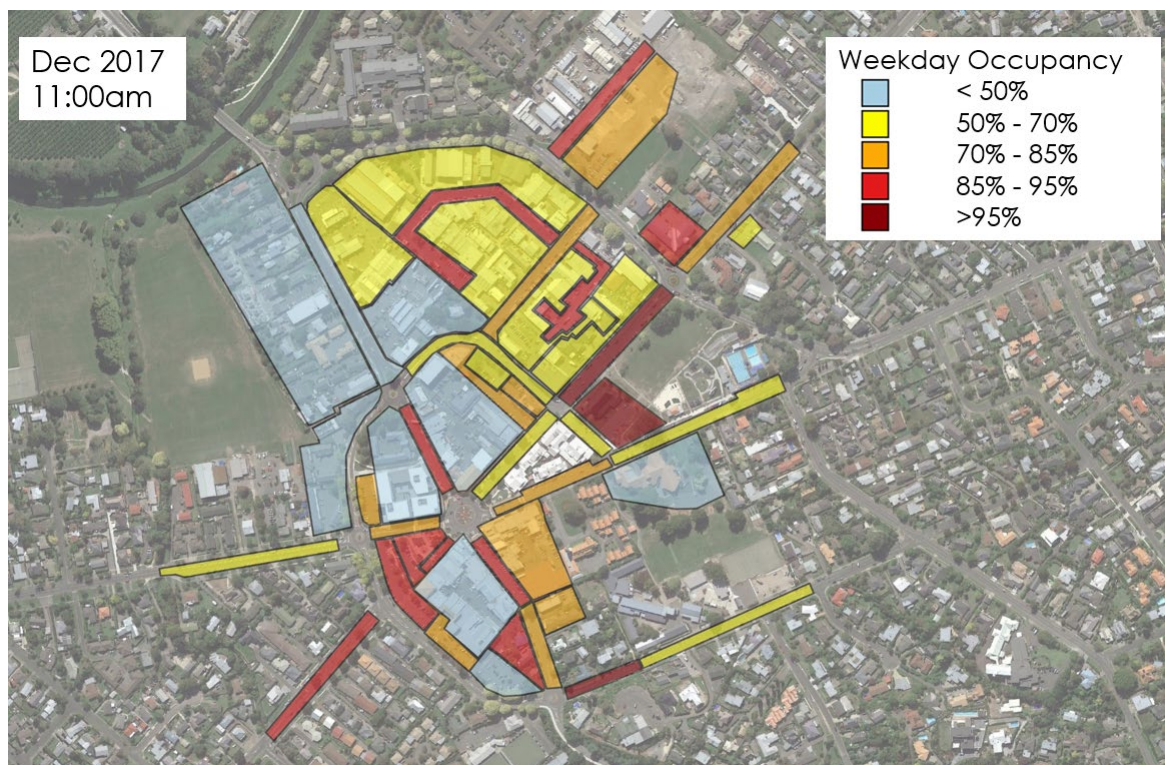 Dec 2017
11:00am
Weekday Occupancy
< 50%
50% - 70%
70% - 85%
85% - 95%
>95%